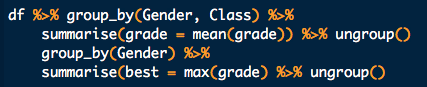 df %>% group_by(Gender, Class) %>%
summarise(grade = mean(grade)) %>% ungroup()
group_by(Gender) %>%
summarise(best = max(grade) %>% ungroup()